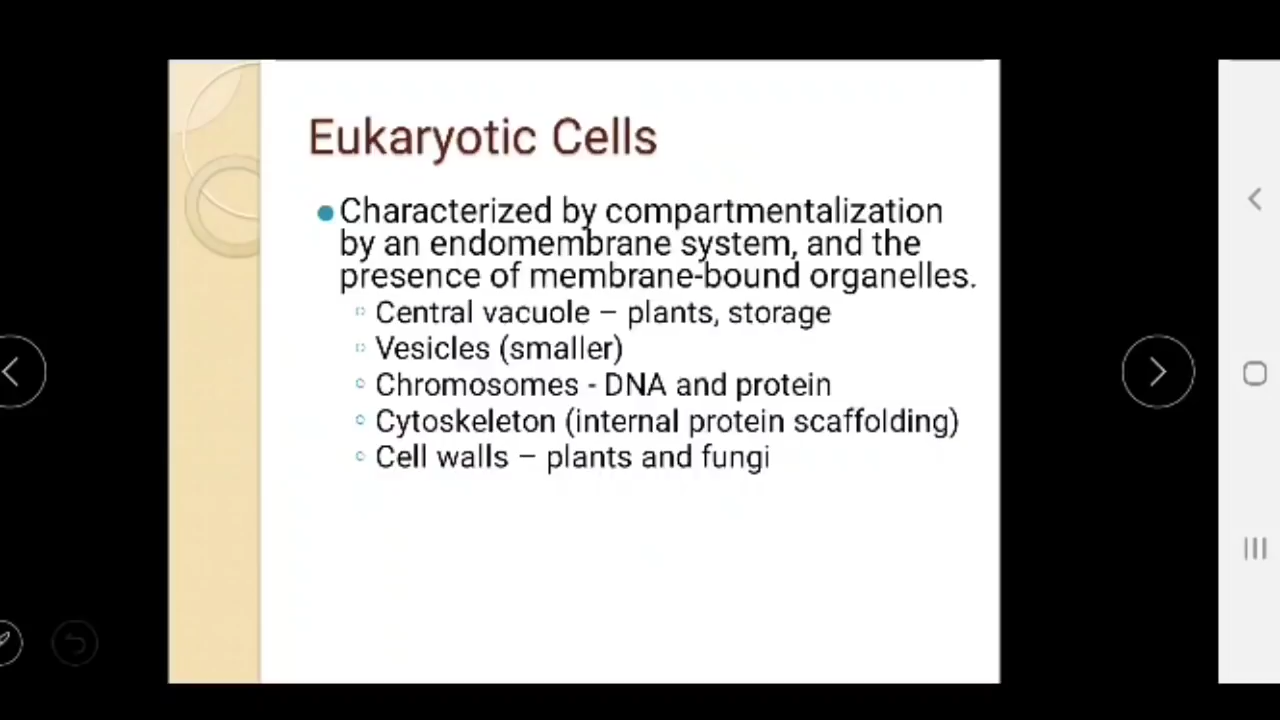 Eukaryotic Cells
Characterized by compartmentalization
by an endomembrane system, and the
presence of membrane-bound organelles.
Central vacuole – plants, storage
Vesicles (smaller)
Chromosomes - DNA and protein
Cytoskeleton (internal protein scaffolding)
Cell walls – plants and fungi